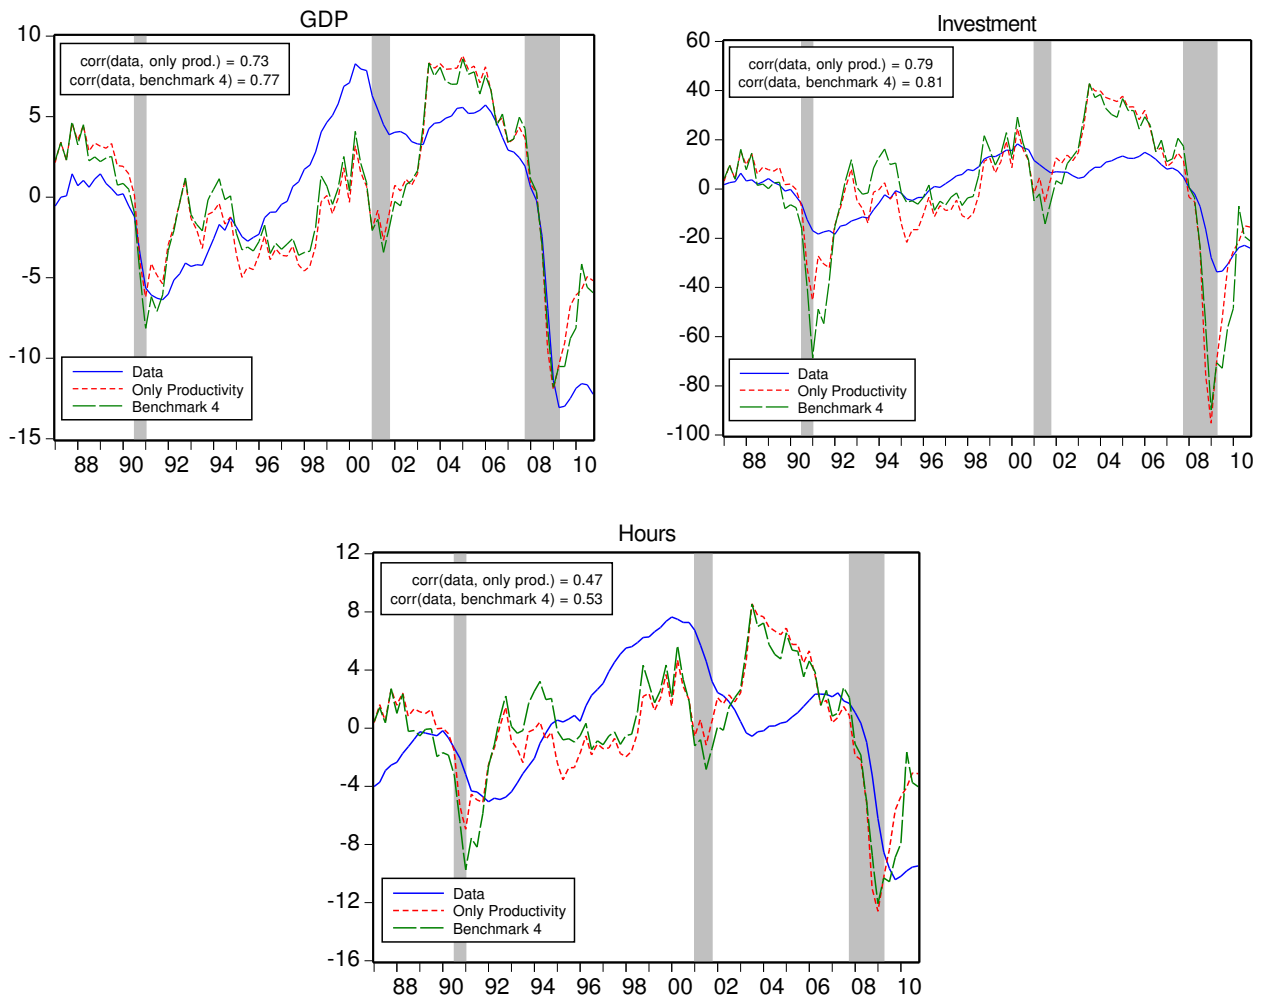 GDP
10
5
0
-5
-10
-15
corr(data, only prod.) = 0.73
corr(data, benchmark 4) = 0.77
Data
Only Productivity
Benchmark 4
88 90 92 94 96 98 00 02 04 06 08 10
Investment
60
40
20
0
-20
-40
-60
-80
-100
corr(data, only prod.) = 0.79
corr(data, benchmark 4) = 0.81
Data
Only Productivity
Benchmark 4
88 90 92 94 96 98 00 02 04 06 08 10
Hours
12
8
4
0
-4
-8
-12
-16
corr(data, only prod.) = 0.47
corr(data, benchmark 4) = 0.53
Data
Only Productivity
Benchmark 4
88 90 92 94 96 98 00 02 04 06 08 10